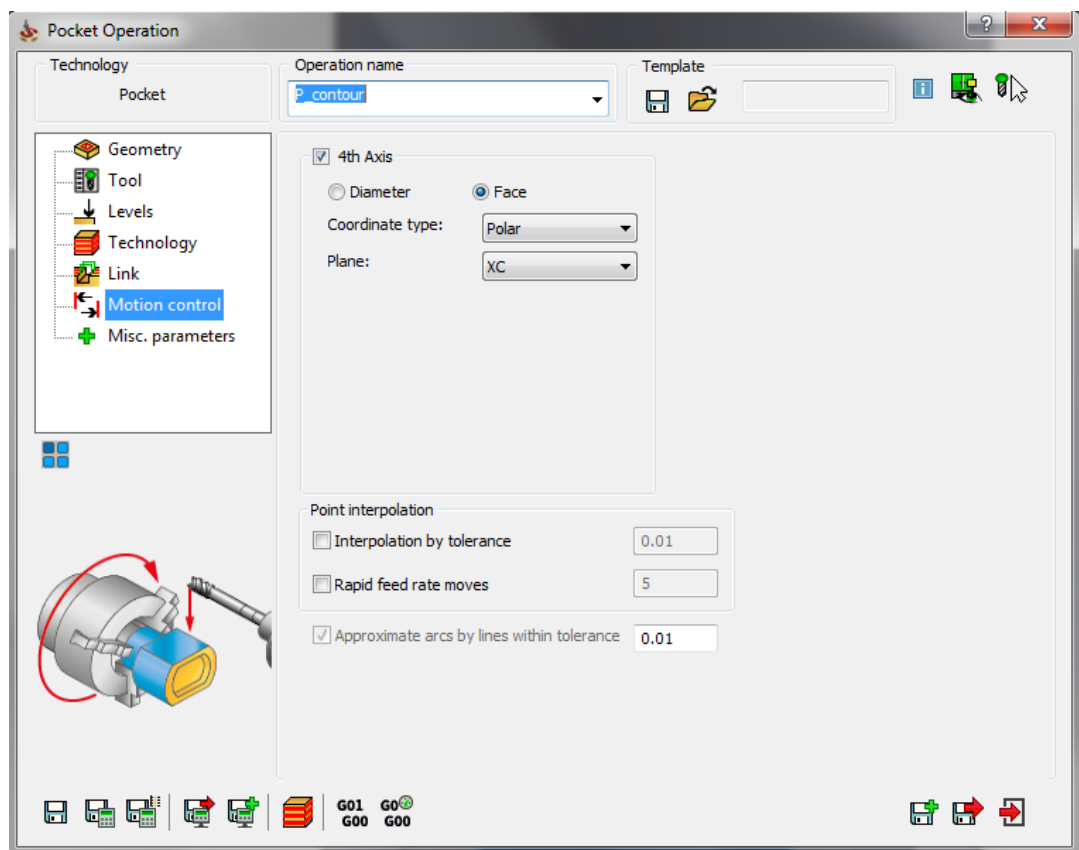 Pocket Operation
? X
Technology
Pocket
Operation name
P_contour
Template
i
Geometry
Tool
Levels
Technology
Link
Motion control
Misc. parameters
4th Axis
Diameter Face
Coordinate type: Polar
Plane: XC
Point interpolation
Interpolation by tolerance 0.01
Rapid feed rate moves 5
Approximate arcs by lines within tolerance 0.01
G01 G0
G00 G00